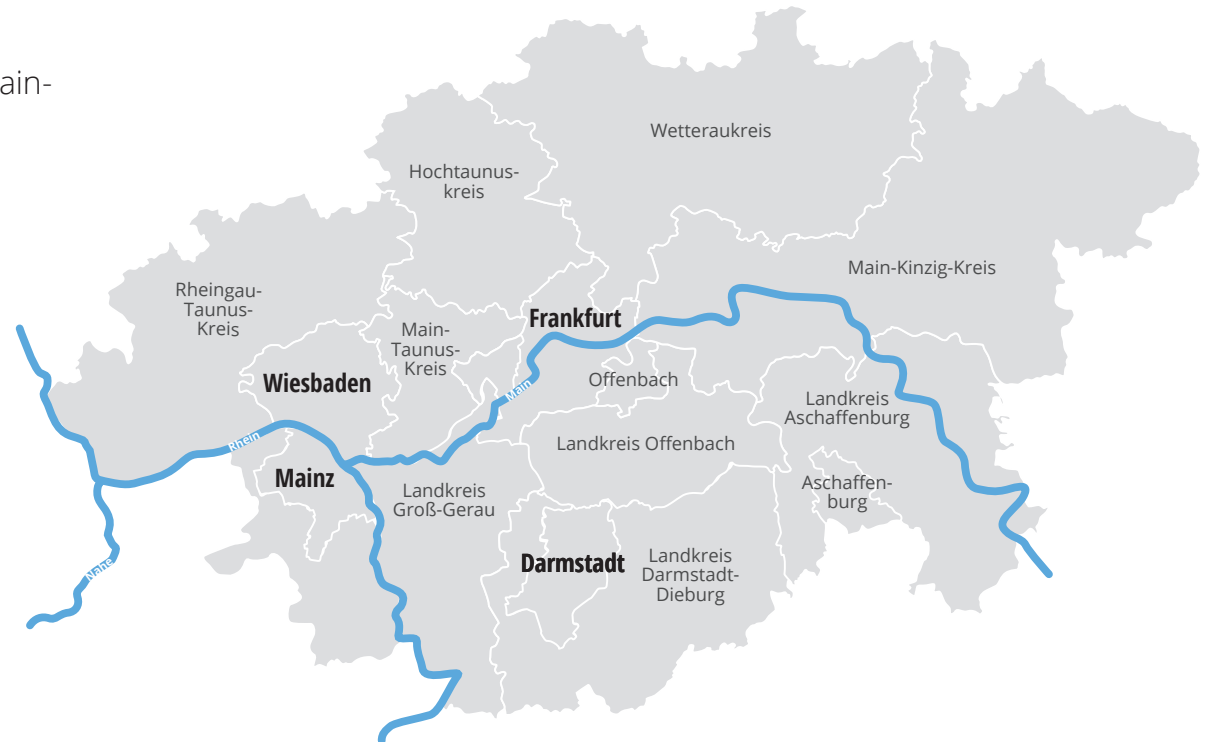 ain-
Wetteraukreis
Hochtaunus-
kreis
Main-Kinzig-Kreis
Rheingau-
Taunus-
Kreis
Frankfurt
Main-
Taunus-
Kreis
Wiesbaden
Offenbach
Main
Landkreis
Aschaffenburg
Rhein
Landkreis Offenbach
Mainz
Landkreis
Groß-Gerau
Aschaffen-
burg
Darmstadt
Landkreis
Darmstadt-
Dieburg
Nahe